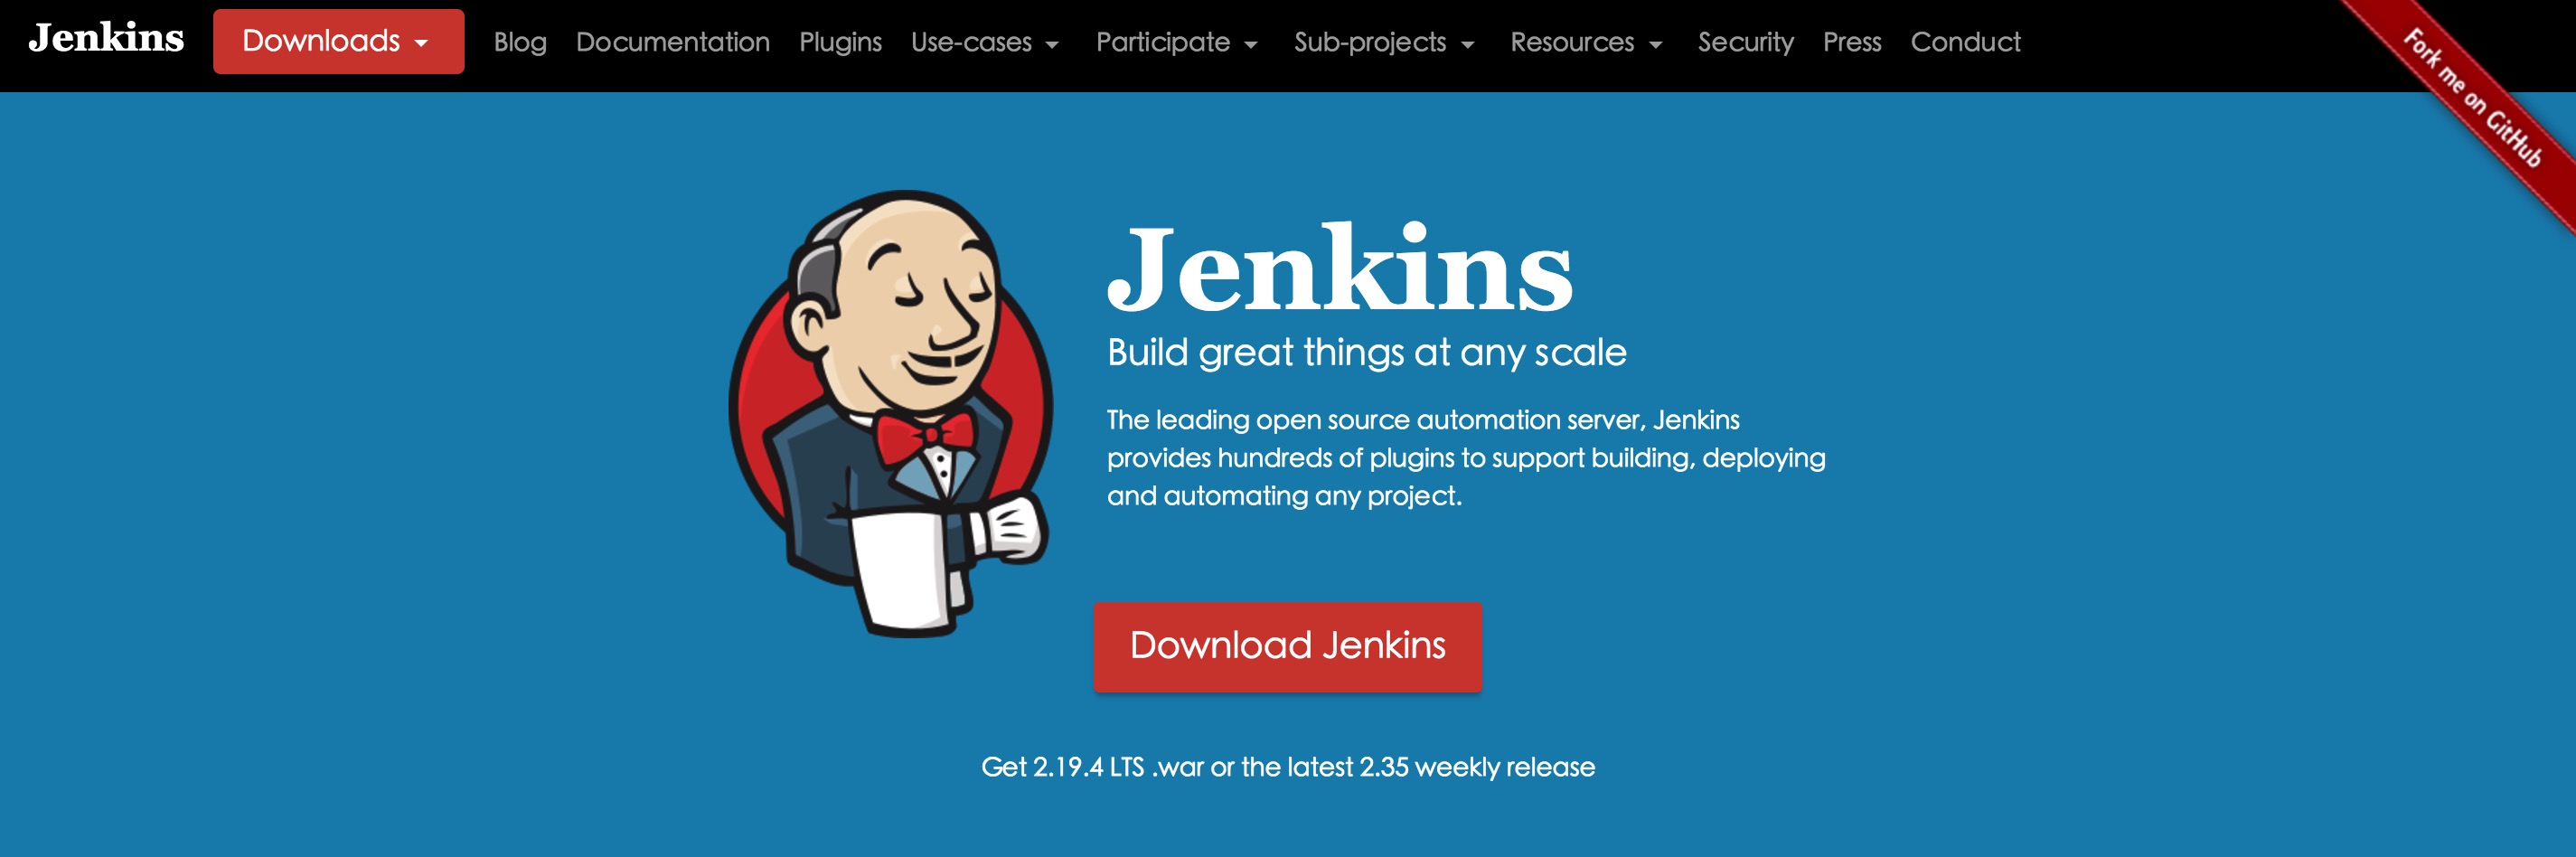 Jenkins Downloads Blog Documentation Plugins Use-cases Participate Sub-projects Resources Security Press Conduct
Fork me on GitHub
Jenkins
Build great things at any scale
The leading open source automation server, Jenkins
provides hundreds of plugins to support building, deploying
and automating any project.
Download Jenkins
Get 2.19.4 LTS .war or the latest 2.35 weekly release